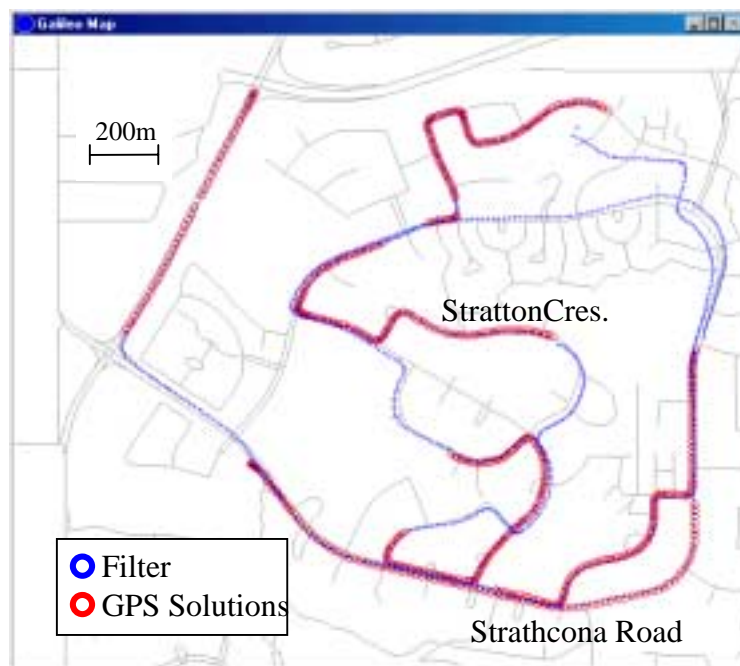 Galileo Map
200m
StrattonCres.
Filter
GPS Solutions
Strathcona Road